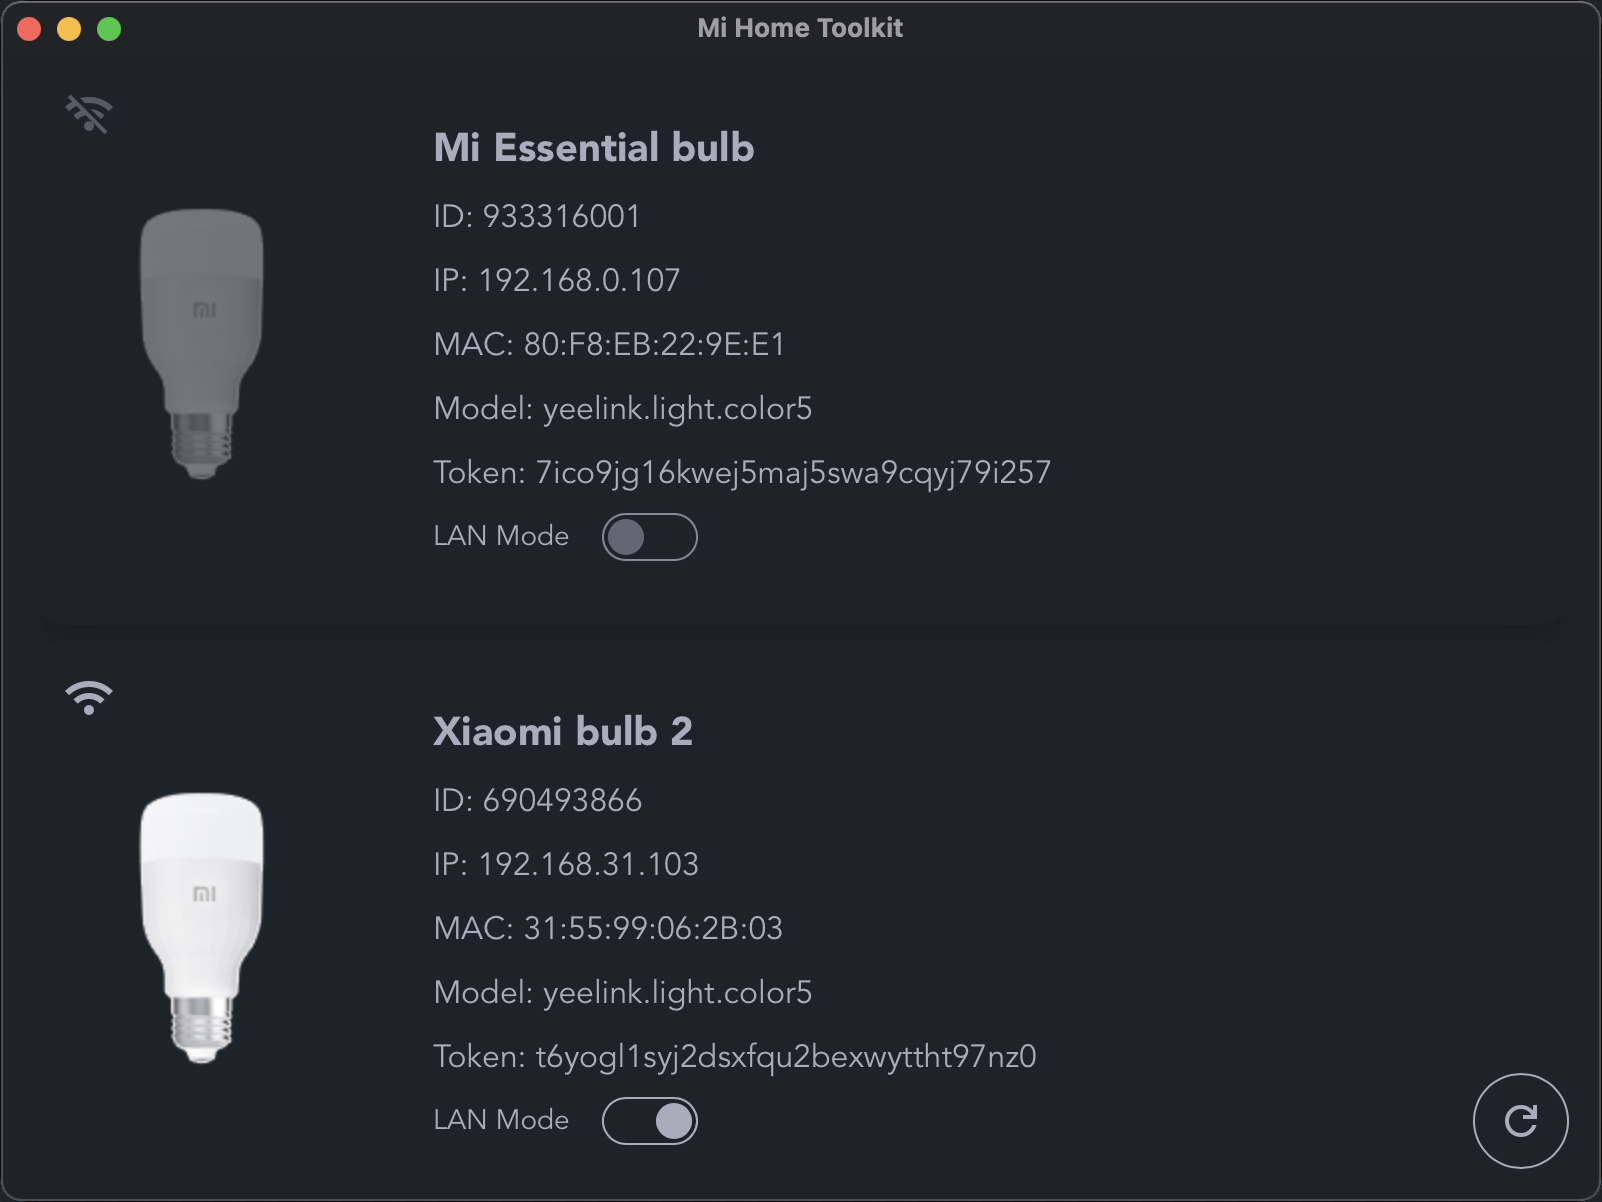 Mi Home Toolkit
Mi Essential bulb
ID: 933316001
IP: 192.168.0.107
MAC: 80:F8:EB:22:9E:E1
Model: yeelink.light.color5
Token: 7ico9jg16kwej5maj5swa9cqyj79i257
LAN Mode
mi
Xiaomi bulb 2
ID: 690493866
IP: 192.168.31.103
MAC: 31:55:99:06:2B:03
Model: yeelink.light.color5
Token: t6yogl1syj2dsxfqu2bexwyttht97nz0
LAN Mode
mi